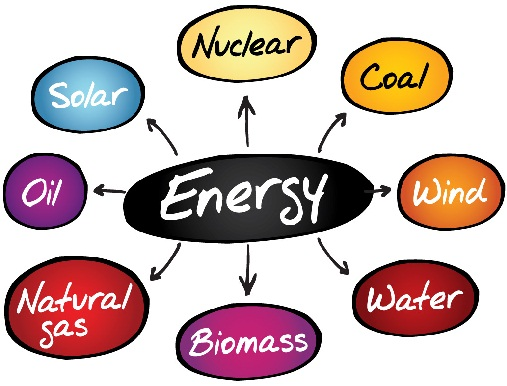 Nuclear
Coal
Solar
Energy
Oil
Wind
Natural
gas
Water
Biomass